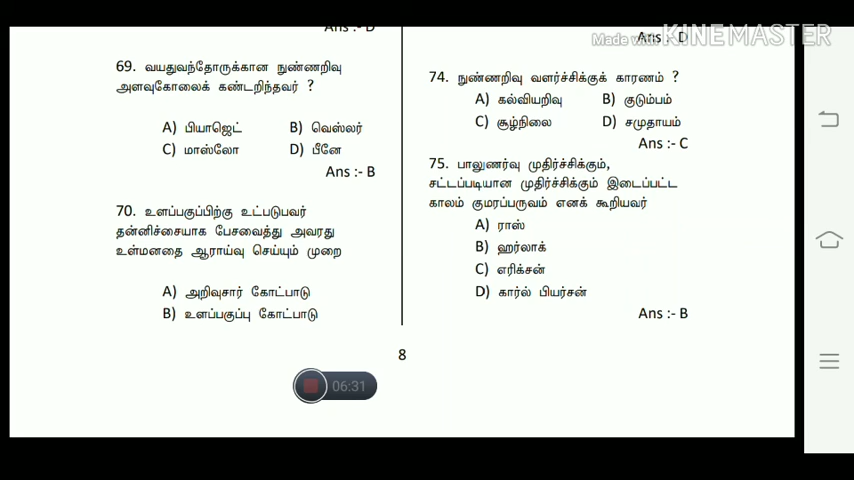 Ans :- D
69. வயதுவந்தோருக்கான நுண்ணறிவு
அளவுகோலைக் கண்டறிந்தவர் ?
A) பியாஜெட் B) வெஸ்லர்
C) மாஸ்லோ D) பீனே
Ans :- B
70. உளப்பகுப்பிற்கு உட்படுபவர்
தன்னிச்சையாக பேசவைத்து அவரது
உள்மனதை ஆராய்வு செய்யும் முறை
A) அறிவுசார் கோட்பாடு
B) உளப்பகுப்பு கோட்பாடு
Ans :- D
Made with KINEMASTER
74. நுண்ணறிவு வளர்ச்சிக்குக் காரணம் ?
A) கல்வியறிவு B) குடும்பம்
C) சூழ்நிலை D) சமுதாயம்
Ans :- C
75. பாலுணர்வு முதிர்ச்சிக்கும்,
சட்டப்படியான முதிர்ச்சிக்கும் இடைப்பட்ட
காலம் குமரப்பருவம் எனக் கூறியவர்
A) ராஸ்
B) ஹர்லாக்
C) எரிக்சன்
D) கார்ல் பியர்சன்
Ans :- B
8
06:31